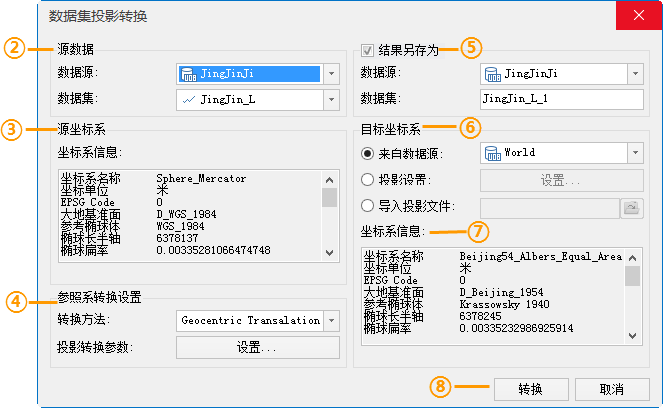 数据集投影转换
② 源数据
数据源: JingJinJi
数据集: JingJin_L
③ 源坐标系
坐标系信息:
坐标系名称 Sphere_Mercator
坐标单位 米
EPSG Code 0
大地基准面 D_WGS_1984
参考椭球体 WGS_1984
椭球长半轴 6378137
椭球扁率 0.00335281066474748
④ 参照系转换设置
转换方法: Geocentric Transalation
投影转换参数: 设置...
结果另存为 ⑤
数据源: JingJinJi
数据集: JingJin_L_1
目标坐标系 ⑥
来自数据源: World
投影设置: 设置...
导入投影文件:
坐标系信息: ⑦
坐标系名称 Beijing54_Albers_Equal_Area
坐标单位 米
EPSG Code 0
大地基准面 D_Beijing_1954
参考椭球体 Krassowsky 1940
椭球长半轴 6378245
椭球扁率 0.00335232986925914
⑧ 转换 取消